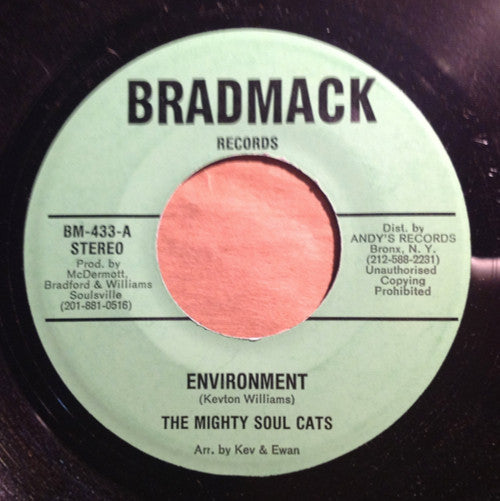 BRADMACK
RECORDS
BM-433-A
STEREO
Prod. by
McDermott,
Bradford & Williams
Soulsville
(201-881-0516)
Dist. by
ANDY'S RECORDS
Bronx, N. Y.
(212-588-2231)
Unauthorised
Copying
Prohibited
ENVIRONMENT
(Kevton Williams)
THE MIGHTY SOUL CATS
Arr. by Kev & Ewan